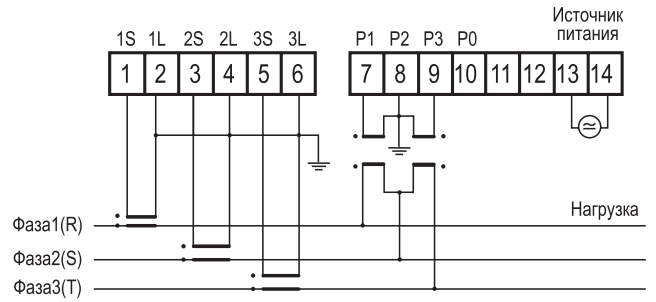 Источник
питания
1S 1L 2S 2L 3S 3L P1 P2 P3 P0
1 2 3 4 5 6 7 8 9 10 11 12 13 14
Нагрузка
Фаза1(R)
Фаза2(S)
Фаза3(T)